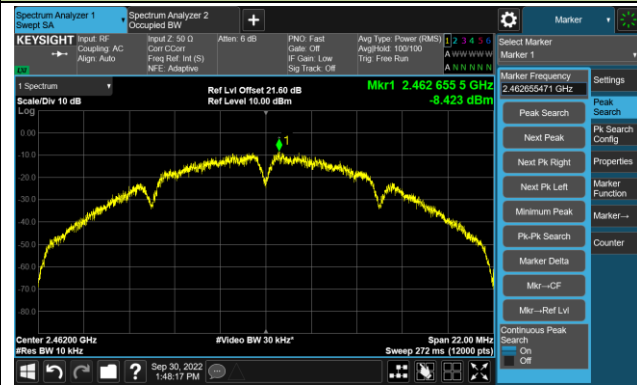 Spectrum Analyzer 1
Swept SA
Spectrum Analyzer 2
Occupied BW
+
Marker
KEYSIGHT
Input: RF
Coupling: AC
Align: Auto
Input Z: 50 Ω
Corr CCorr
Freq Ref: Int (S)
NFE: Adaptive
Atten: 6 dB
PNO: Fast
Gate: Off
IF Gain: Low
Sig Track: Off
Avg Type: Power (RMS)
Avg|Hold: 100/100
Trig: Free Run
1 2 3 4 5 6
A W W W W W
A N N N N N
Select Marker
Marker 1
1 Spectrum
Scale/Div 10 dB
Log
Ref Lvl Offset 21.60 dB
Ref Level 10.00 dBm
Mkr1 2.462 655 5 GHz
-8.423 dBm
0.00
-10.0
-20.0
-30.0
-40.0
-50.0
-60.0
-70.0
-80.0
1
Center 2.46200 GHz
#Res BW 10 kHz
#Video BW 30 kHz*
Span 22.00 MHz
Sweep 272 ms (12000 pts)
Marker Frequency
2.462655471 GHz
Peak Search
Next Peak
Next Pk Right
Next Pk Left
Minimum Peak
Pk-Pk Search
Marker Delta
Mkr→CF
Mkr→Ref Lvl
Continuous Peak
Search
On
Off
Settings
Peak
Search
Pk Search
Config
Properties
Marker
Function
Marker→
Counter
?
Sep 30, 2022
1:48:17 PM